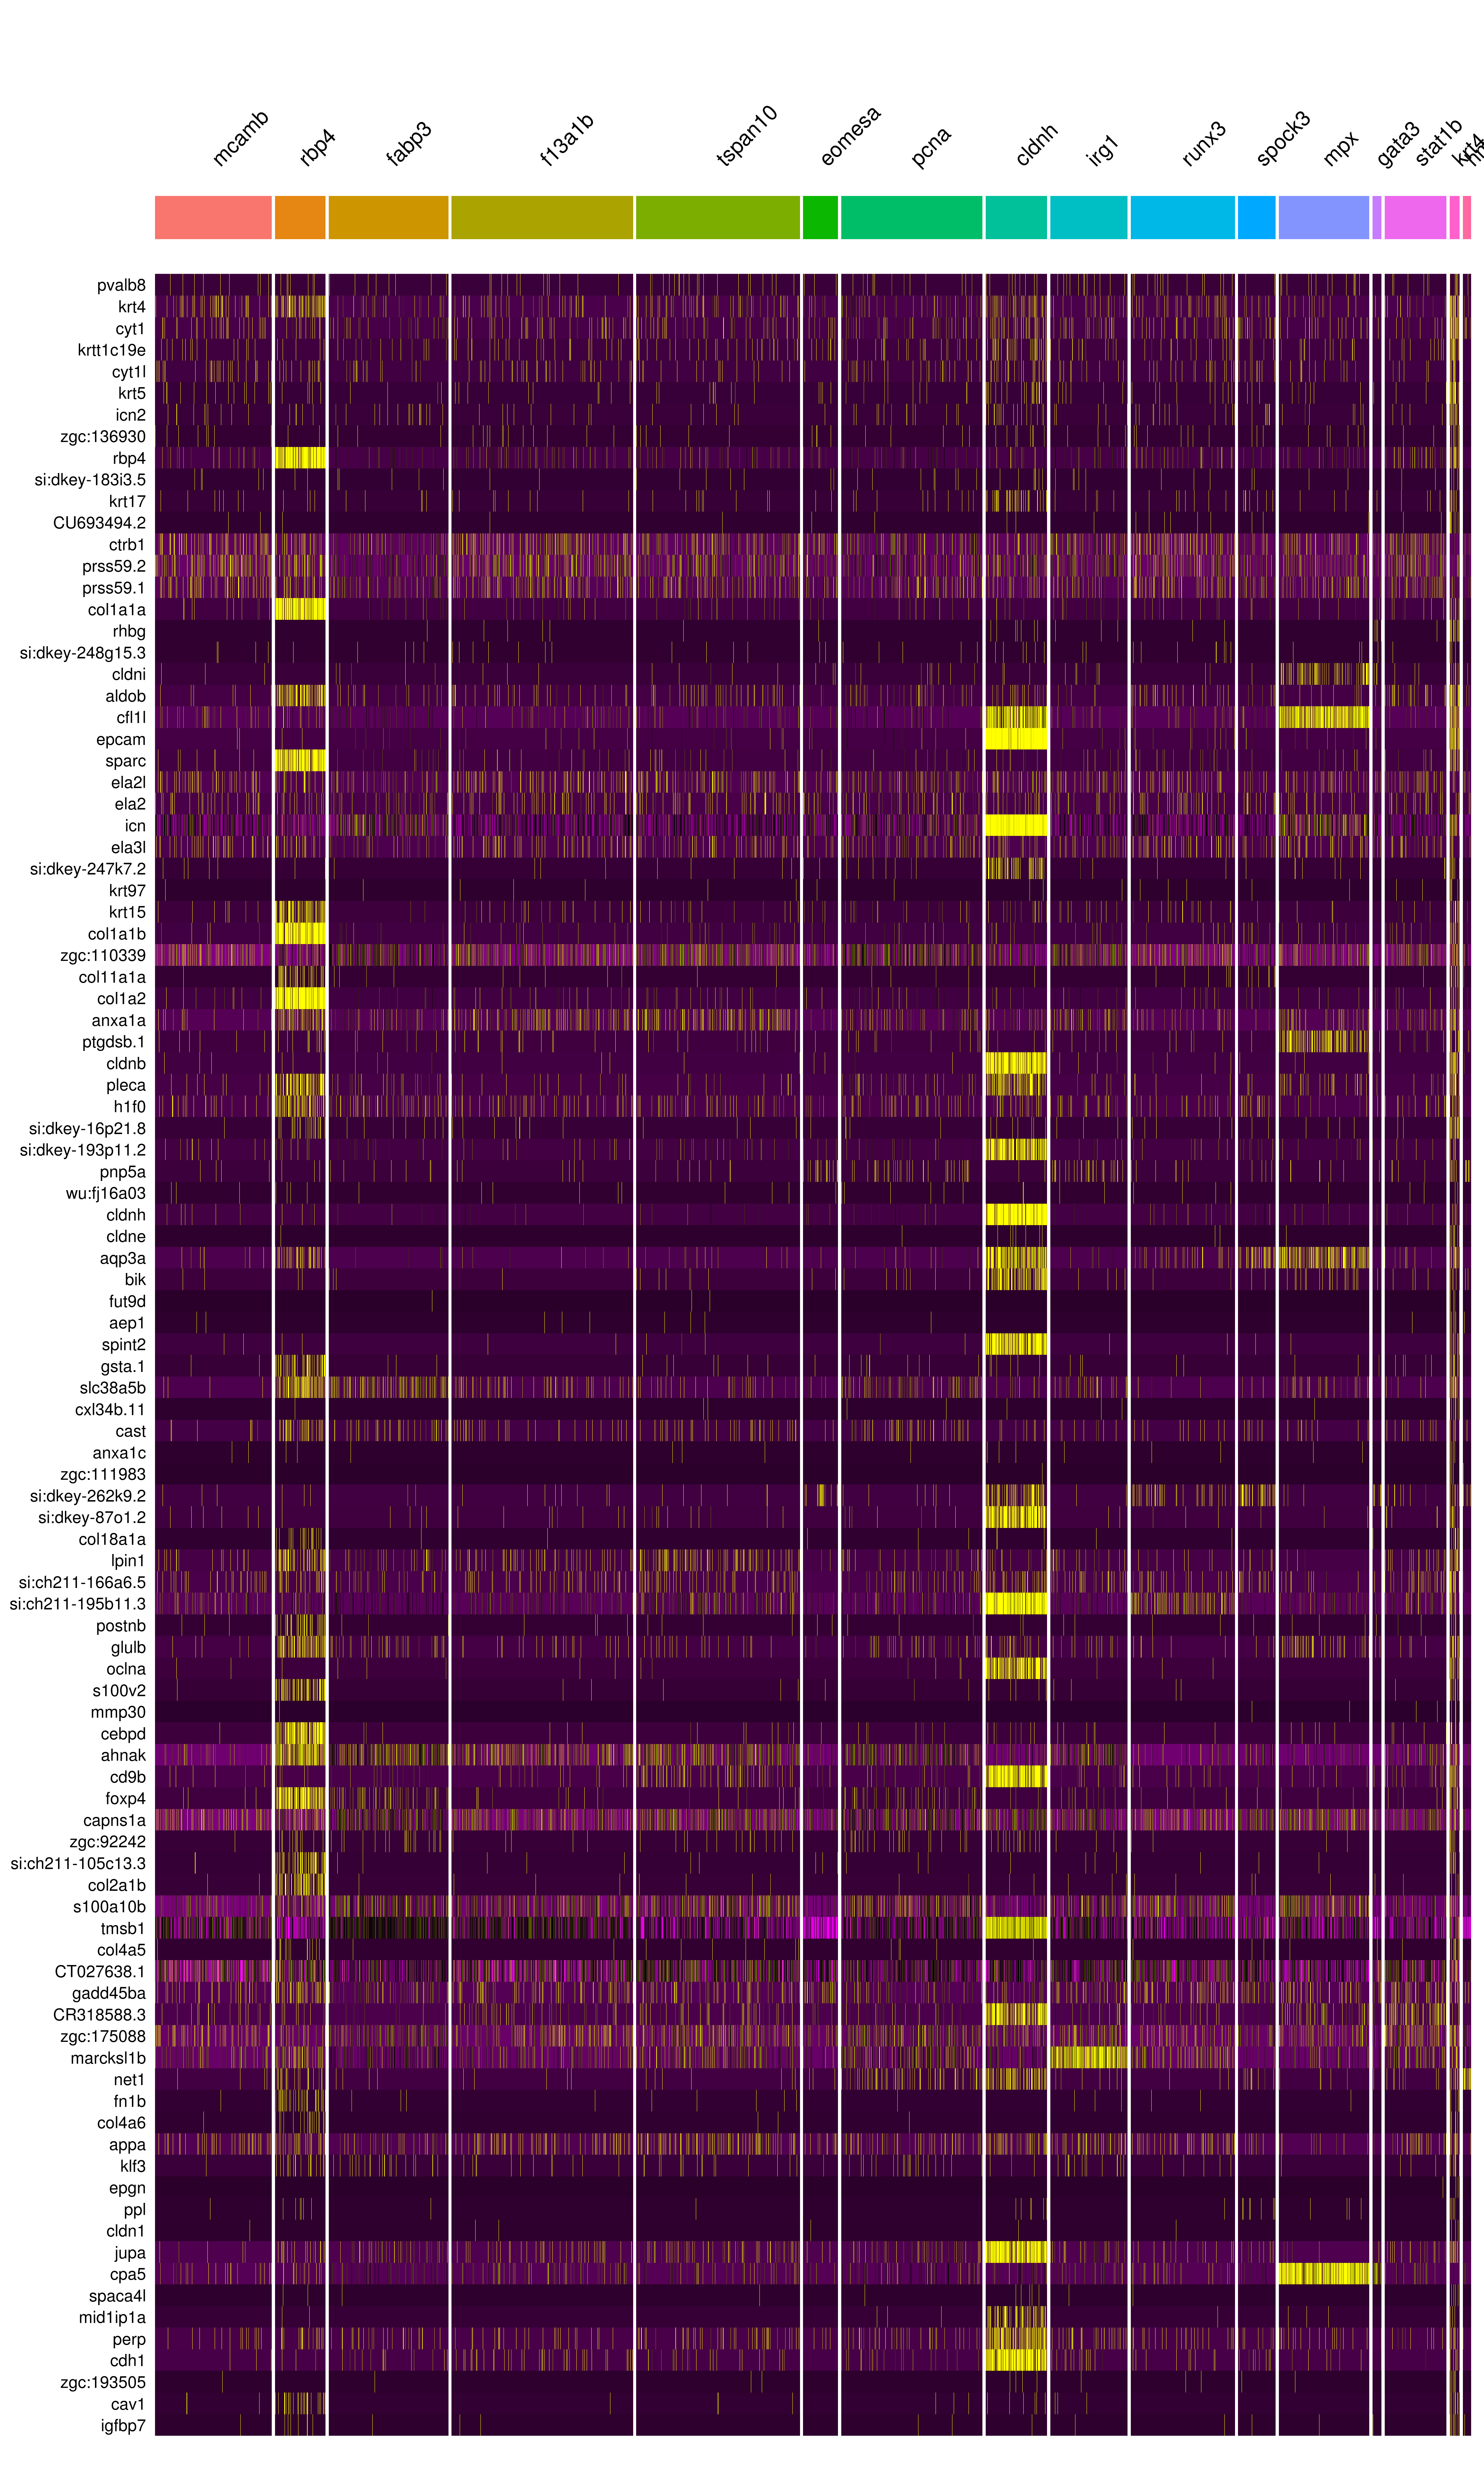 mcamb
rbp4
fabp3
f13a1b
tspan10
eomesa
pcna
cldnh
irg1
runx3
spock3
mpx
gata3
stat1b
krt4
pvalb8
krt4
cyt1
krtt1c19e
cyt1l
krt5
icn2
zgc:136930
rbp4
si:dkey-183i3.5
krt17
CU693494.2
ctrb1
prss59.2
prss59.1
col1a1a
rhbg
si:dkey-248g15.3
cldni
aldob
cfl1l
epcam
sparc
ela2l
ela2
icn
ela3l
si:dkey-247k7.2
krt97
krt15
col1a1b
zgc:110339
col11a1a
col1a2
anxa1a
ptgdsb.1
cldnb
pleca
h1f0
si:dkey-16p21.8
si:dkey-193p11.2
pnp5a
wu:fj16a03
cldnh
cldne
aqp3a
bik
fut9d
aep1
spint2
gsta.1
slc38a5b
cxl34b.11
cast
anxa1c
zgc:111983
si:dkey-262k9.2
si:dkey-87o1.2
col18a1a
lpin1
si:ch211-166a6.5
si:ch211-195b11.3
postnb
glulb
oclna
s100v2
mmp30
cebpd
ahnak
cd9b
foxp4
capns1a
zgc:92242
si:ch211-105c13.3
col2a1b
s100a10b
tmsb1
col4a5
CT027638.1
gadd45ba
CR318588.3
zgc:175088
marcksl1b
net1
fn1b
col4a6
appa
klf3
epgn
ppl
cldn1
jupa
cpa5
spaca4l
mid1ip1a
perp
cdh1
zgc:193505
cav1
igfbp7